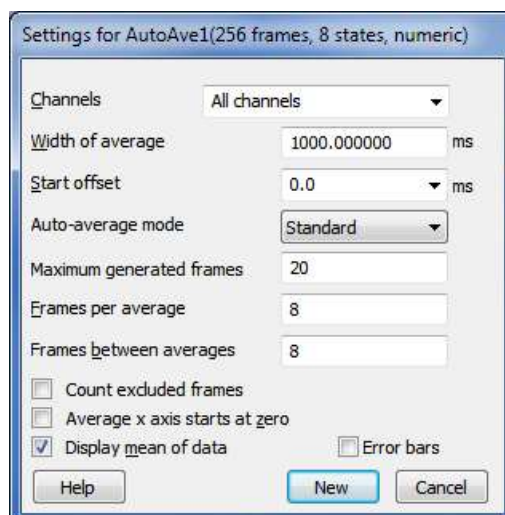 Settings for AutoAve1(256 frames, 8 states, numeric)
Channels All channels
Width of average 1000.000000 ms
Start offset 0.0 ms
Auto-average mode Standard
Maximum generated frames 20
Frames per average 8
Frames between averages 8
Count excluded frames
Average x axis starts at zero
Display mean of data Error bars
Help New Cancel